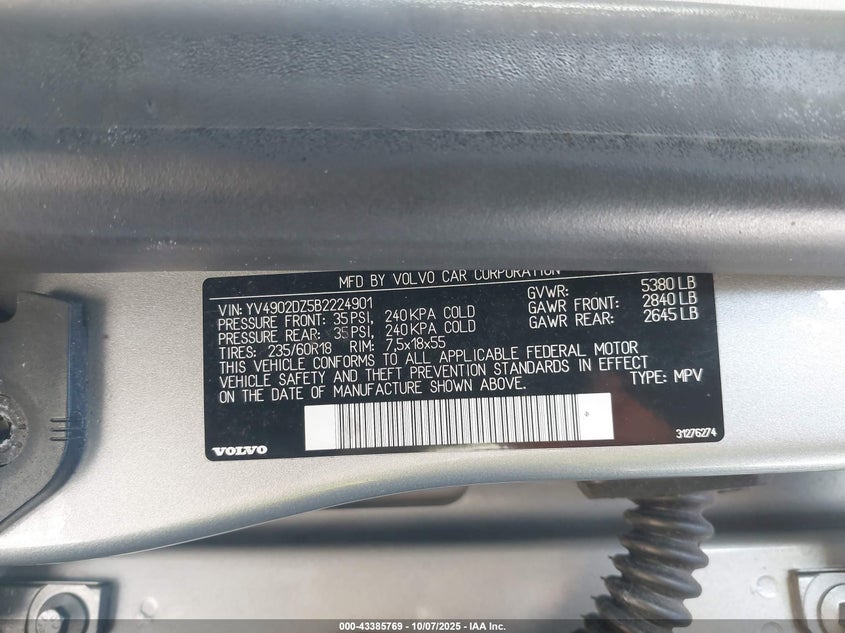 MFD BY VOLVO CAR CORPORATION
VIN: YV4902DZ5B2224901
PRESSURE FRONT: 35PSI, 240KPA COLD
PRESSURE REAR: 35PSI, 240KPA COLD
TIRES: 235/60R18 RIM: 7,5x18x55
GVWR: 5380 LB
GAWR FRONT: 2840 LB
GAWR REAR: 2645 LB
THIS VEHICLE CONFORMS TO ALL APPLICABLE FEDERAL MOTOR
VEHICLE SAFETY AND THEFT PREVENTION STANDARDS IN EFFECT
ON THE DATE OF MANUFACTURE SHOWN ABOVE.
TYPE: MPV
VOLVO
31276274
000-43385769 - 10/07/2025 - IAA Inc.